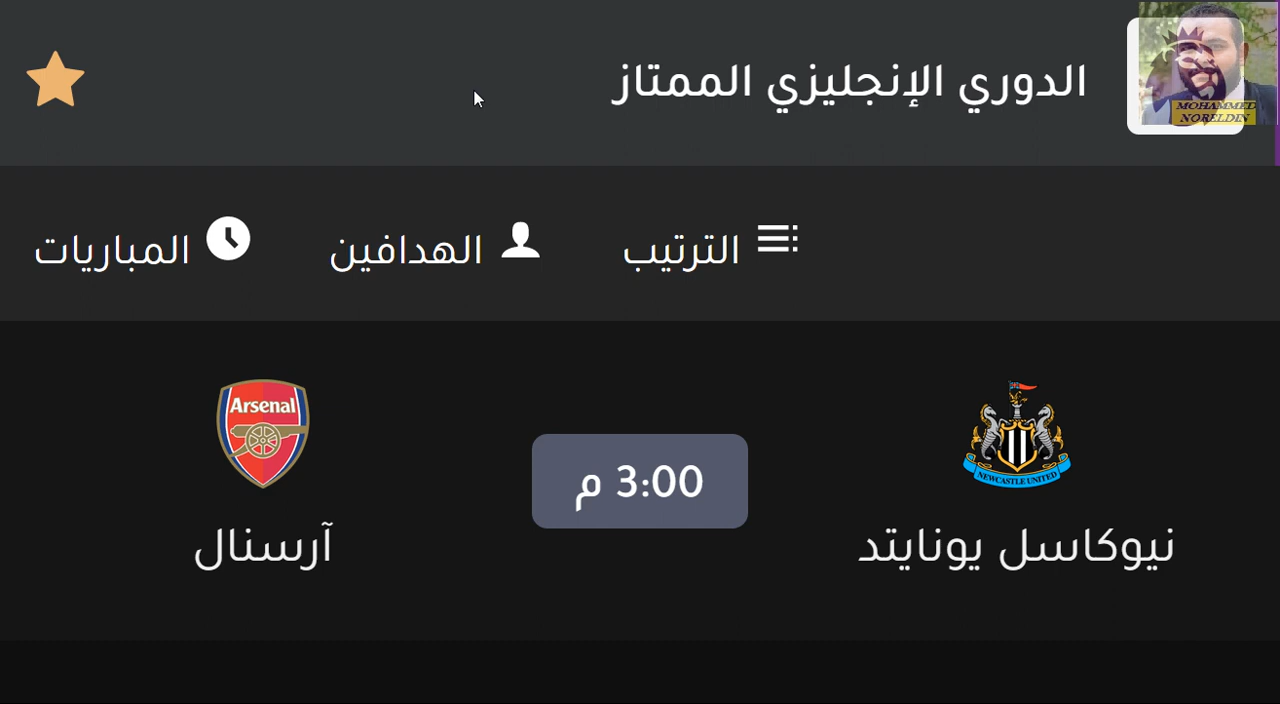 الدوري الإنجليزي الممتاز
MOHAMMED
NORELDIN
الترتيب
الهدافين
المباريات
NEWCASTLE UNITED
نيوكاسل يونايتد
3:00 م
Arsenal
آرسنال